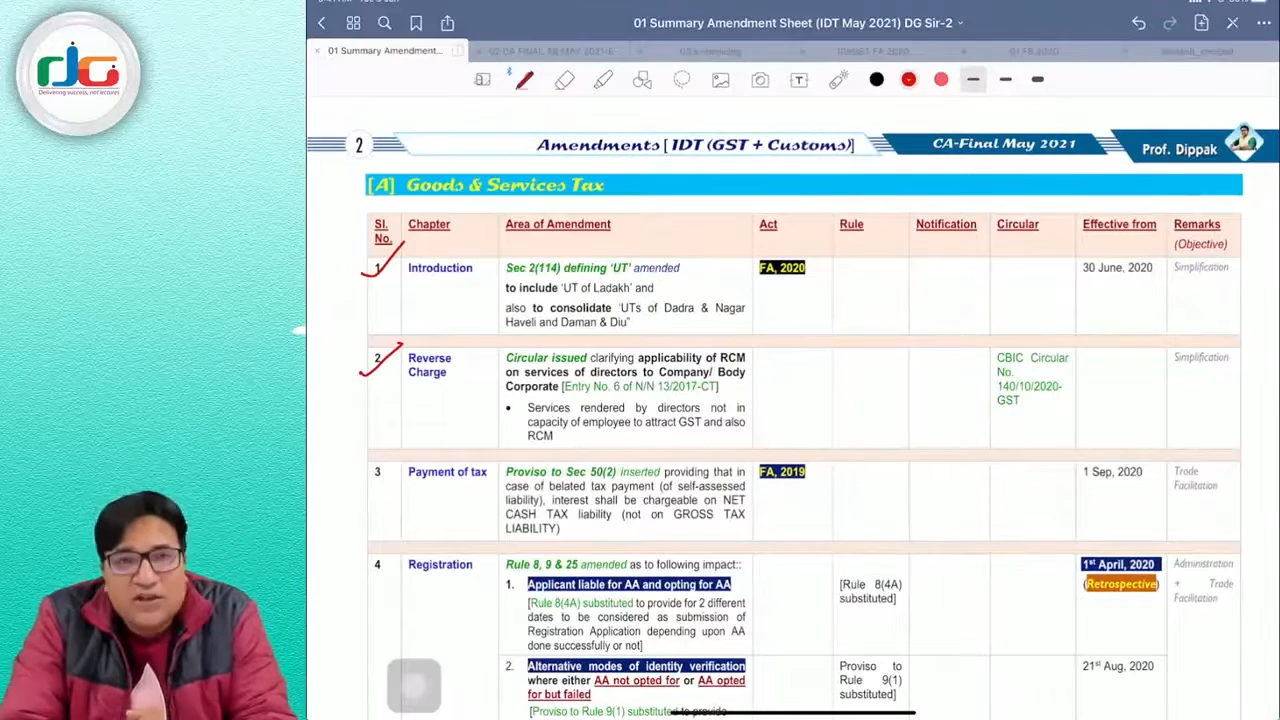 DG
Delivering success, not lectures
01 Summary Amendment Sheet (IDT May 2021) DG Sir-2
01 Summary Amendment...
T
2
Amendments [ IDT (GST + Customs)]
CA-Final May 2021
Prof. Dippak
[A] Goods & Services Tax
Sl. No.
Chapter
Area of Amendment
Act
Rule
Notification
Circular
Effective from
Remarks
(Objective)
1
Introduction
Sec 2(114) defining ‘UT’ amended
to include ‘UT of Ladakh’ and
also to consolidate ‘UTs of Dadra & Nagar
Haveli and Daman & Diu”
FA, 2020
30 June, 2020
Simplification
2
Reverse
Charge
Circular issued clarifying applicability of RCM
on services of directors to Company/ Body
Corporate [Entry No. 6 of N/N 13/2017-CT]
• Services rendered by directors not in
capacity of employee to attract GST and also
RCM
CBIC Circular
No.
140/10/2020-
GST
Simplification
3
Payment of tax
Proviso to Sec 50(2) inserted providing that in
case of belated tax payment (of self-assessed
liability), interest shall be chargeable on NET
CASH TAX liability (not on GROSS TAX
LIABILITY)
FA, 2019
1 Sep, 2020
Trade
Facilitation
4
Registration
Rule 8, 9 & 25 amended as to following impact::
1. Applicant liable for AA and opting for AA
[Rule 8(4A) substituted to provide for 2 different
dates to be considered as submission of
Registration Application depending upon AA
done successfully or not]
[Rule 8(4A)
substituted]
1st April, 2020
(Retrospective)
Administration
+ Trade
Facilitation
2. Alternative modes of identity verification
where either AA not opted for or AA opted
for but failed
[Proviso to Rule 9(1) substituted to provide
Proviso to
Rule 9(1)
substituted]
21st Aug, 2020